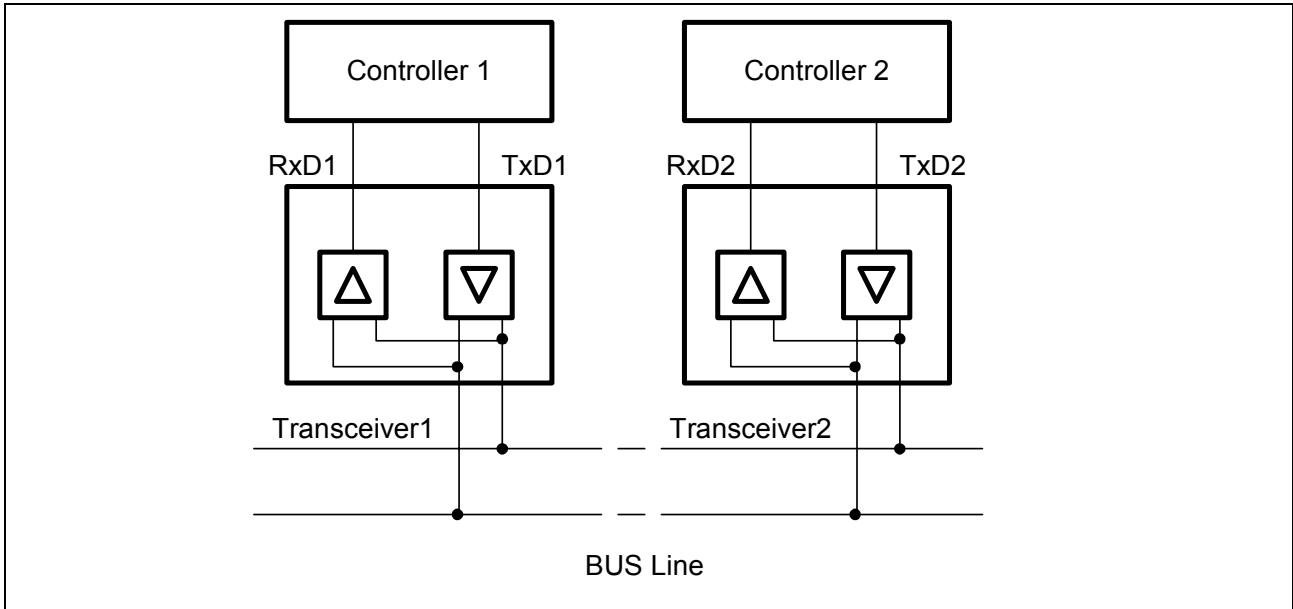 Controller 1
Controller 2
RxD1
TxD1
RxD2
TxD2
Transceiver1
Transceiver2
BUS Line